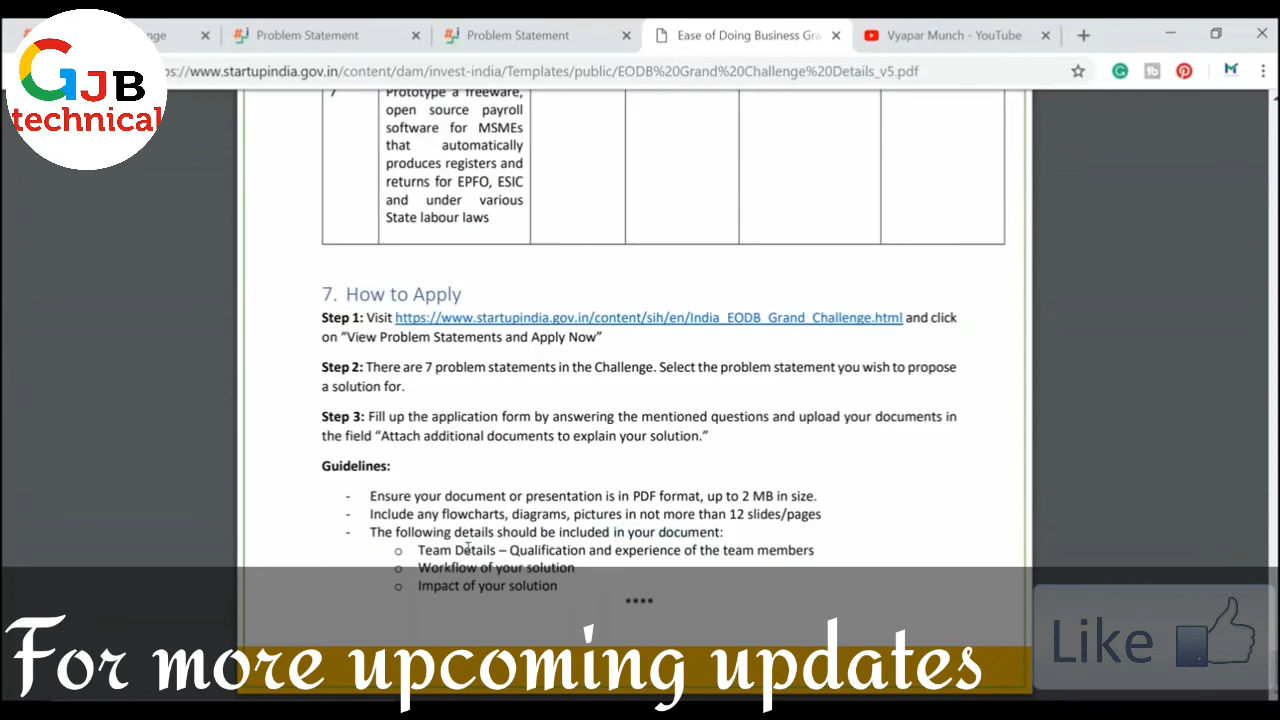 nge
Problem Statement
Problem Statement
Ease of Doing Business Gra
Vyapar Munch - YouTube
GJB
technical
s://www.startupindia.gov.in/content/dam/invest-india/Templates/public/EODB%20Grand%20Challenge%20Details_v5.pdf
7
Prototype a freeware,
open source payroll
software for MSMEs
that automatically
produces registers and
returns for EPFO, ESIC
and under various
State labour laws
7. How to Apply
Step 1: Visit https://www.startupindia.gov.in/content/sih/en/India_EODB_Grand_Challenge.html and click
on “View Problem Statements and Apply Now”
Step 2: There are 7 problem statements in the Challenge. Select the problem statement you wish to propose
a solution for.
Step 3: Fill up the application form by answering the mentioned questions and upload your documents in
the field “Attach additional documents to explain your solution.”
Guidelines:
- Ensure your document or presentation is in PDF format, up to 2 MB in size.
- Include any flowcharts, diagrams, pictures in not more than 12 slides/pages
- The following details should be included in your document:
o Team Details – Qualification and experience of the team members
o Workflow of your solution
o Impact of your solution
****
Like
For more upcoming updates